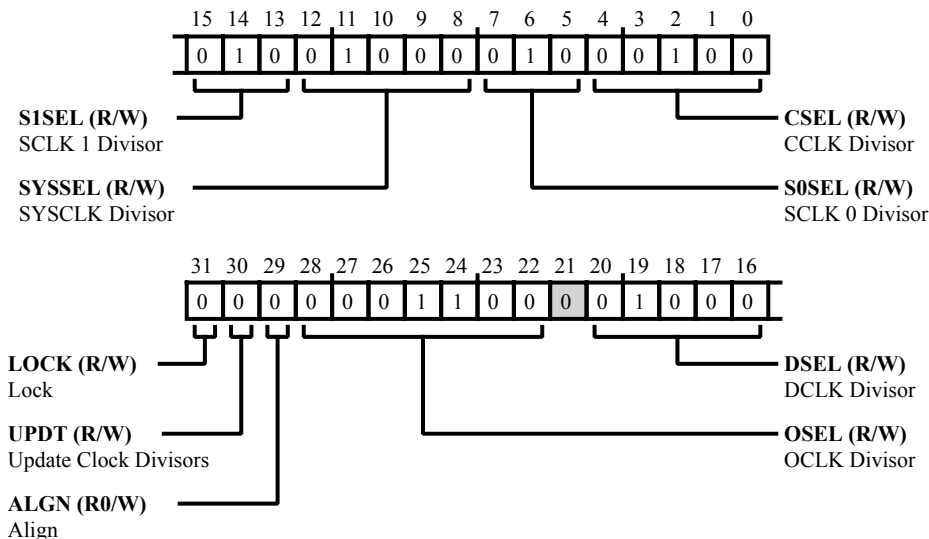 15 14 13 12 11 10 9 8 7 6 5 4 3 2 1 0
0 1 0 0 1 0 0 0 0 1 0 0 0 1 0 0
S1SEL (R/W)
SCLK 1 Divisor
CSEL (R/W)
CCLK Divisor
SYSSEL (R/W)
SYSCLK Divisor
S0SEL (R/W)
SCLK 0 Divisor
31 30 29 28 27 26 25 24 23 22 21 20 19 18 17 16
0 0 0 0 0 0 1 1 0 0 0 0 1 0 0 0
LOCK (R/W)
Lock
DSEL (R/W)
DCLK Divisor
UPDT (R/W)
Update Clock Divisors
OSEL (R/W)
OCLK Divisor
ALGN (R0/W)
Align